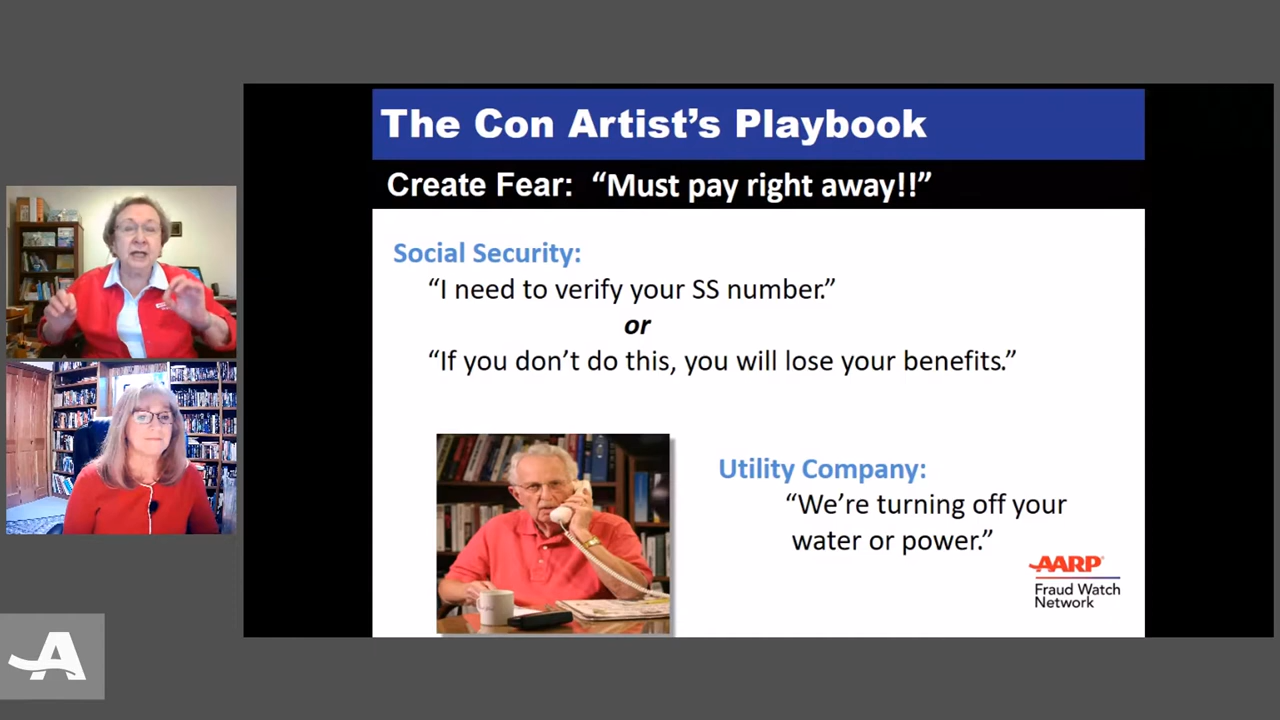 The Con Artist’s Playbook
Create Fear: “Must pay right away!!”
Social Security:
“I need to verify your SS number.”
or
“If you don’t do this, you will lose your benefits.”
Utility Company:
“We’re turning off your
water or power.”
AARP
Fraud Watch
Network
A